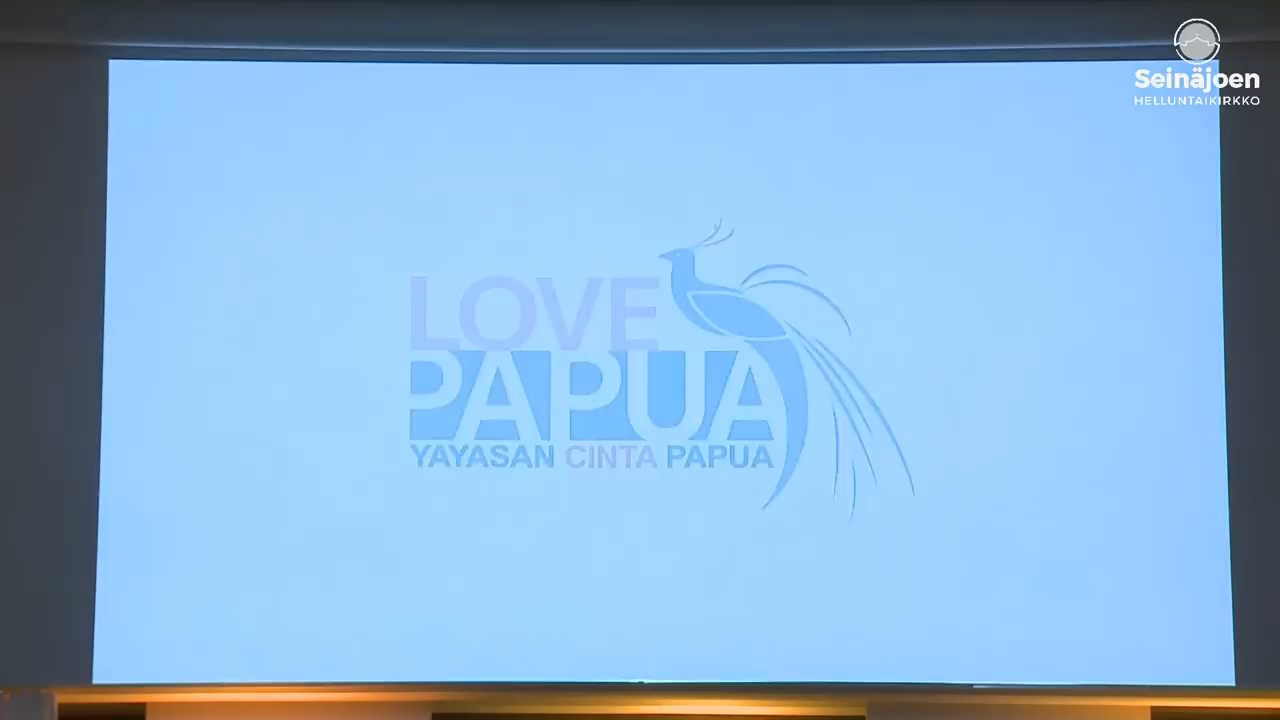 Seinäjoen
HELLUNTAIKIRKKO
LOVE
PAPUA
YAYASAN CINTA PAPUA